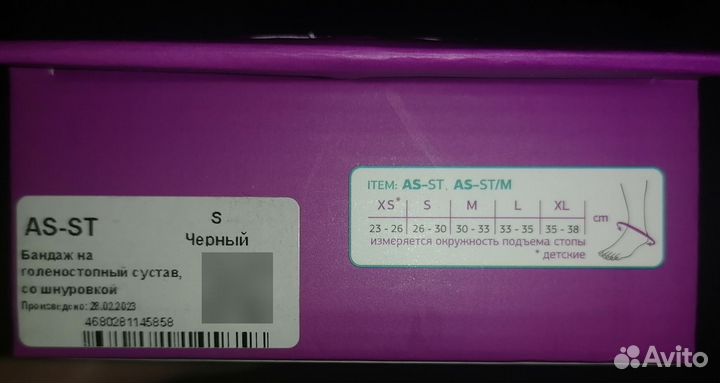 AS-ST
S
Черный
Бандаж на
голеностопный сустав,
со шнуровкой
Произведено: 28.02.2023
4680281145858
ITEM: AS-ST, AS-ST/M
XS* S M L XL
23 - 26 26 - 30 30 - 33 33 - 35 35 - 38 cm
измеряется окружность подъема стопы
* детские
Avito